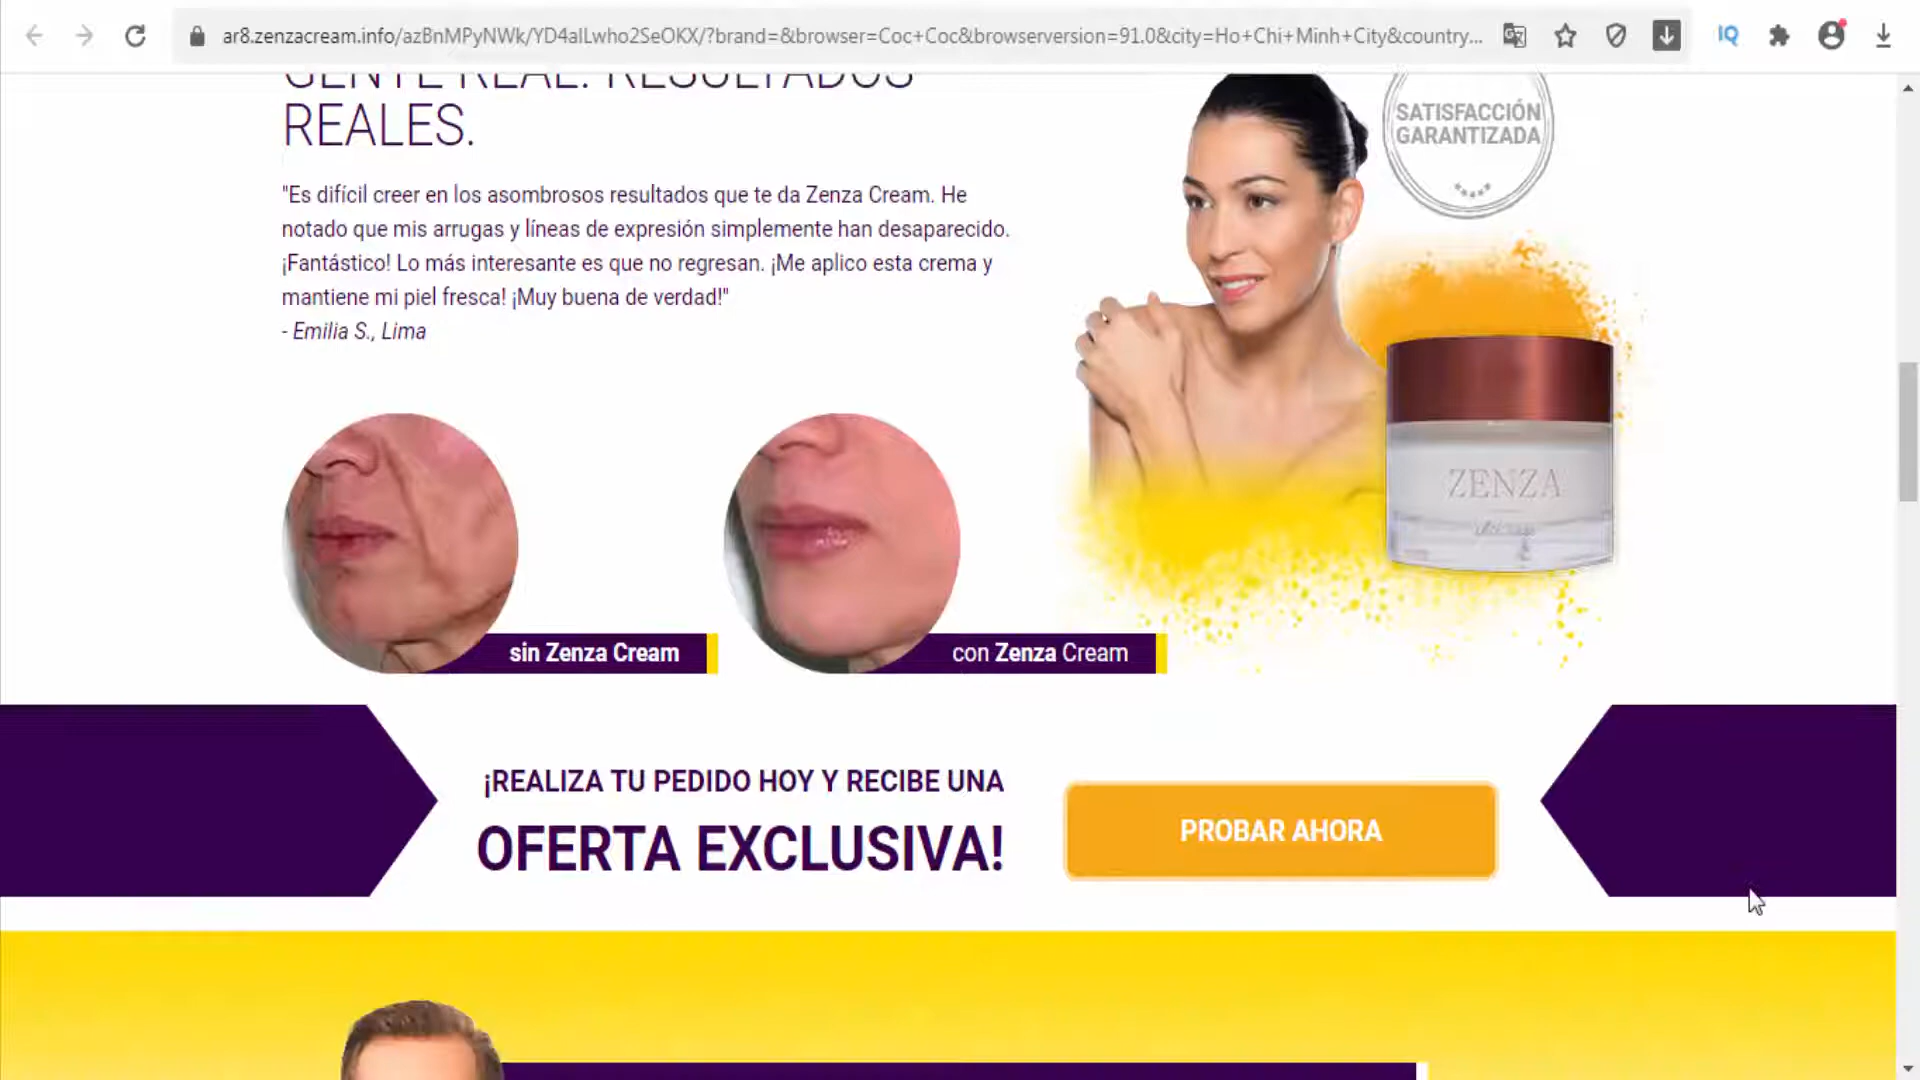 ar8.zenzacream.info/azBnMPyNWk/YD4alLwho2SeOKX/?brand=&browser=Coc+Coc&browserversion=91.0&city=Ho+Chi+Minh+City&country...
IQ
GENTE REAL. RESULTADOS
REALES.
"Es difícil creer en los asombrosos resultados que te da Zenza Cream. He
notado que mis arrugas y líneas de expresión simplemente han desaparecido.
¡Fantástico! Lo más interesante es que no regresan. ¡Me aplico esta crema y
mantiene mi piel fresca! ¡Muy buena de verdad!"
- Emilia S., Lima
SATISFACCIÓN
GARANTIZADA
ZENZA
sin Zenza Cream
con Zenza Cream
¡REALIZA TU PEDIDO HOY Y RECIBE UNA
OFERTA EXCLUSIVA!
PROBAR AHORA